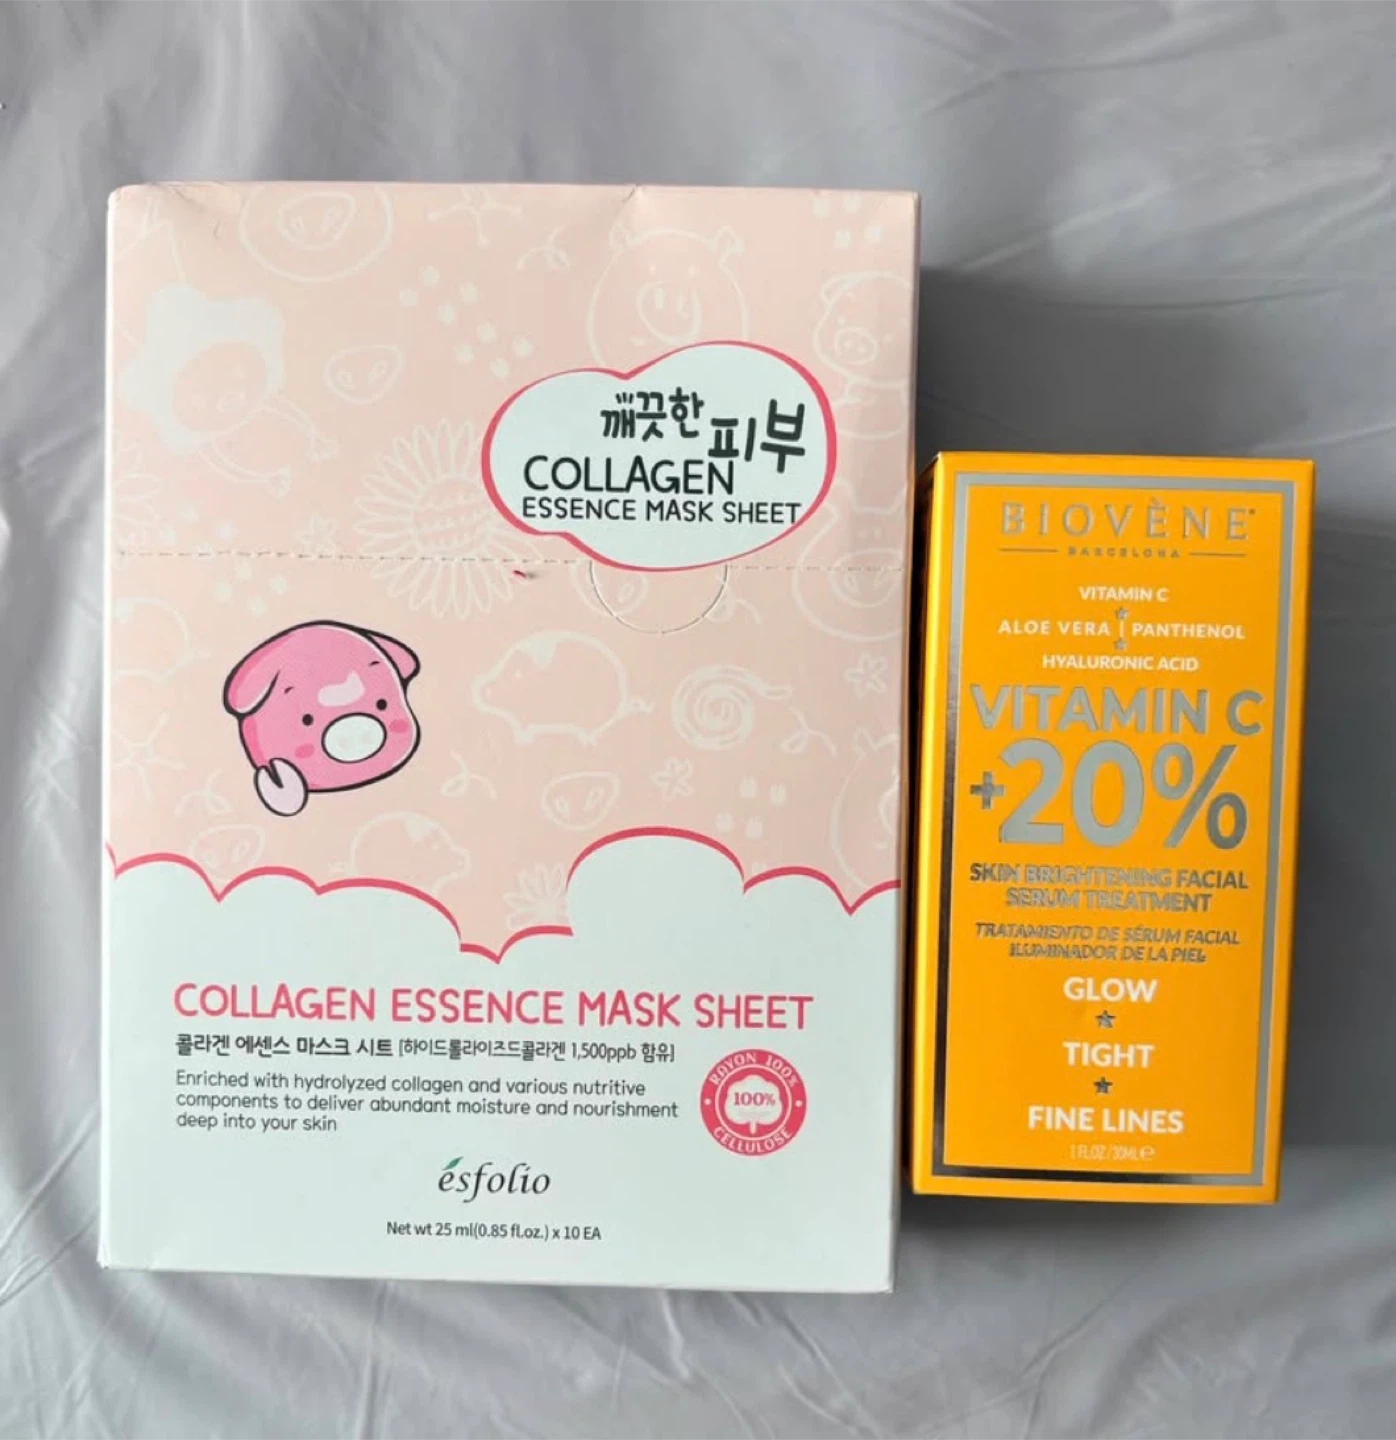 깨끗한 피부
COLLAGEN
ESSENCE MASK SHEET
COLLAGEN ESSENCE MASK SHEET
콜라겐 에센스 마스크 시트 [하이드롤라이즈드콜라겐 1,500ppb 함유]
Enriched with hydrolyzed collagen and various nutritive
components to deliver abundant moisture and nourishment
deep into your skin
RAYON 100%
100%
CELLULOSE
ésfolio
Net wt 25 ml(0.85 fl.oz.) x 10 EA
BIOVÈNE
BARCELONA
VITAMIN C
ALOE VERA | PANTHENOL
HYALURONIC ACID
VITAMIN C
+20%
SKIN BRIGHTENING FACIAL
SERUM TREATMENT
TRATAMIENTO DE SÉRUM FACIAL
ILUMINADOR DE LA PIEL
GLOW
TIGHT
FINE LINES
1 FL.OZ/30ML℮